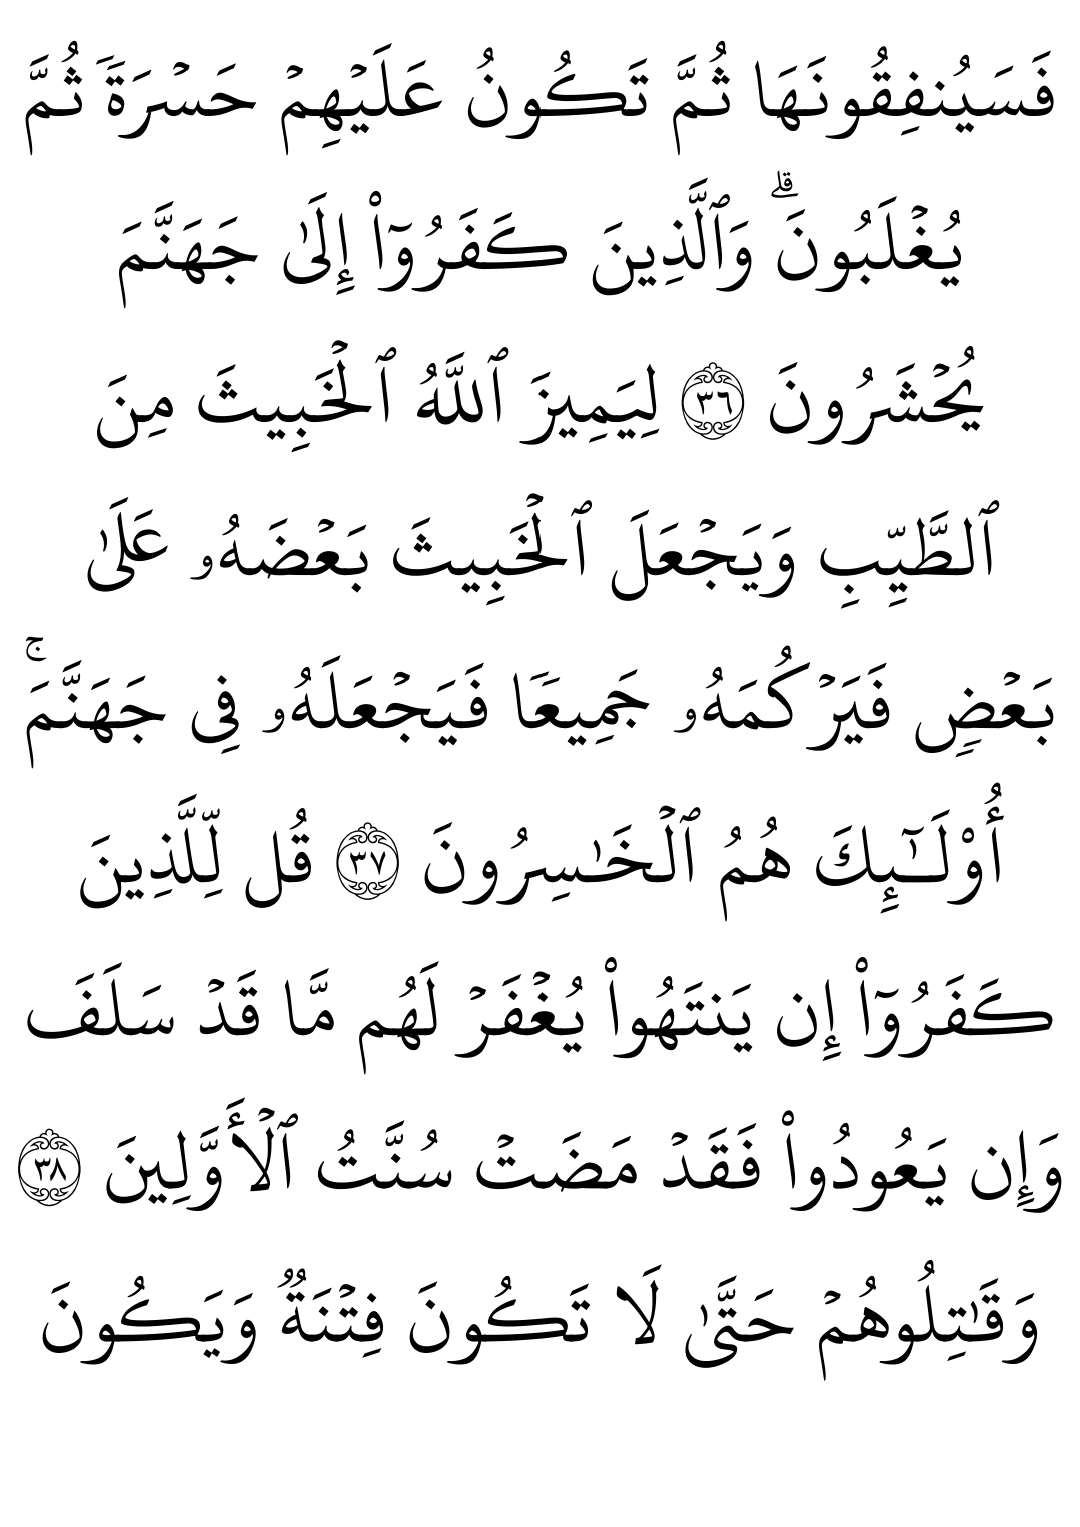 فَسَيُنفِقُونَهَا ثُمَّ تَكُونُ عَلَيۡهِمۡ حَسۡرَةٗ ثُمَّ
يُغۡلَبُونَۗ وَٱلَّذِينَ كَفَرُوٓاْ إِلَىٰ جَهَنَّمَ
يُحۡشَرُونَ ٣٦ لِيَمِيزَ ٱللَّهُ ٱلۡخَبِيثَ مِنَ
ٱلطَّيِّبِ وَيَجۡعَلَ ٱلۡخَبِيثَ بَعۡضَهُۥ عَلَىٰ
بَعۡضٖ فَيَرۡكُمَهُۥ جَمِيعٗا فَيَجۡعَلَهُۥ فِي جَهَنَّمَۚ
أُوْلَٰٓئِكَ هُمُ ٱلۡخَٰسِرُونَ ٣٧ قُل لِّلَّذِينَ
كَفَرُوٓاْ إِن يَنتَهُواْ يُغۡفَرۡ لَهُم مَّا قَدۡ سَلَفَ
وَإِن يَعُودُواْ فَقَدۡ مَضَتۡ سُنَّتُ ٱلۡأَوَّلِينَ ٣٨
وَقَٰتِلُوهُمۡ حَتَّىٰ لَا تَكُونَ فِتۡنَةٞ وَيَكُونَ